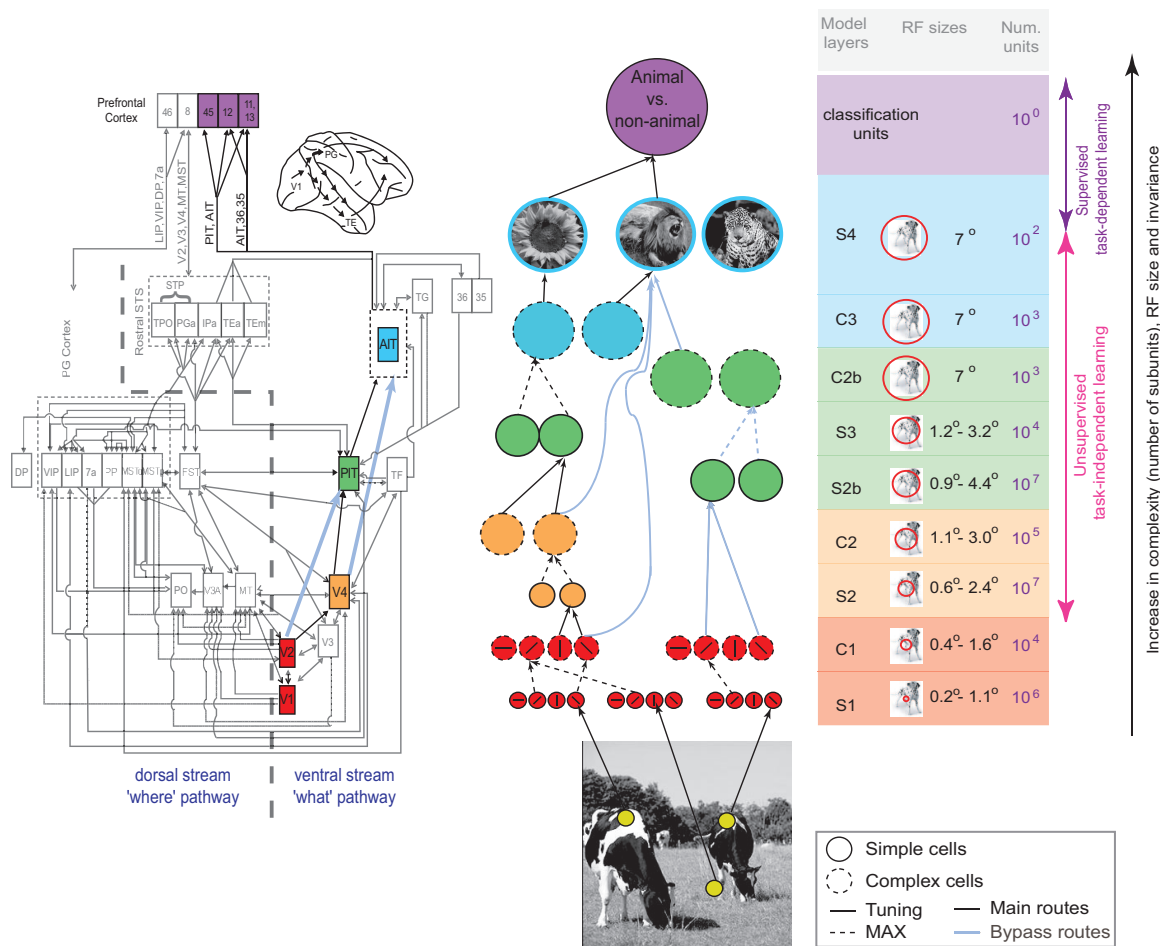 Prefrontal
Cortex
46
8
45
12
11,
13
LIP,VIP,DP,7a
V2,V3,V4,MT,MST
PIT, AIT
AIT,36,35
PG
V1
TE
PG Cortex
Rostral STS
STP
TPO
PGa
IPa
TEa
TEm
TG
36
35
AIT
DP
VIP
LIP
7a
PP
FST
PIT
TF
PO
V3A
MT
V4
V2
V3
V1
dorsal stream
'where' pathway
ventral stream
'what' pathway
Animal
vs.
non-animal
Model
layers
RF sizes
Num.
units
classification
units
10⁰
S4 7 ° 10²
C3 7 ° 10³
C2b 7 ° 10³
S3 1.2°- 3.2° 10⁴
S2b 0.9°- 4.4° 10⁷
C2 1.1°- 3.0° 10⁵
S2 0.6°- 2.4° 10⁷
C1 0.4°- 1.6° 10⁴
S1 0.2°- 1.1° 10⁶
Supervised
task-dependent learning
Unsupervised
task-independent learning
Increase in complexity (number of subunits), RF size and invariance
Simple cells
Complex cells
Tuning
Main routes
MAX
Bypass routes